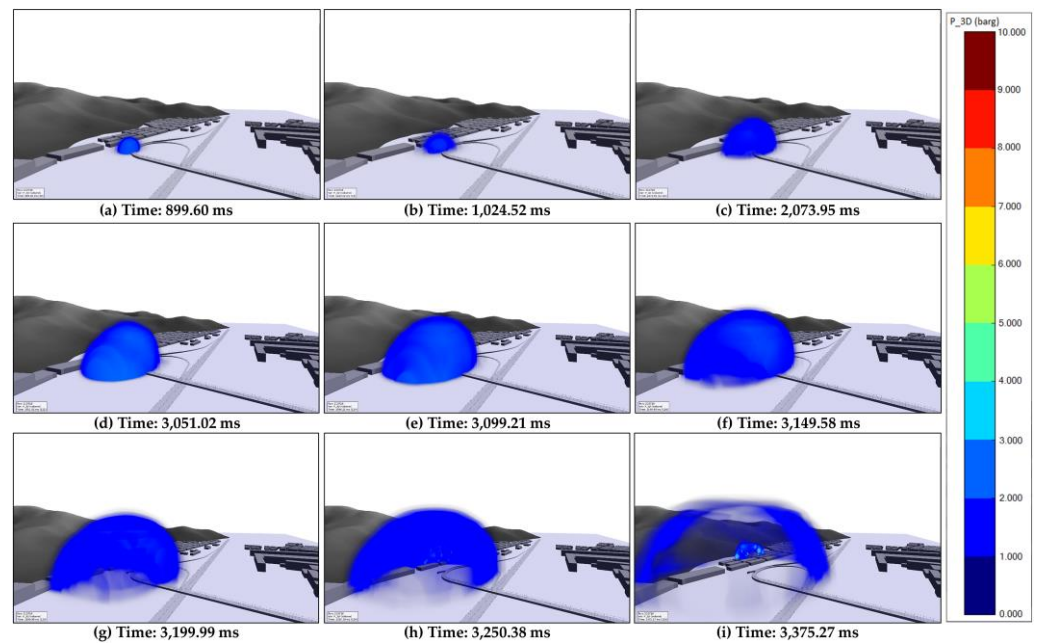 P_3D (barg)
10.000
9.000
8.000
7.000
6.000
5.000
4.000
3.000
2.000
1.000
0.000
(a) Time: 899.60 ms
(b) Time: 1,024.52 ms
(c) Time: 2,073.95 ms
(d) Time: 3,051.02 ms
(e) Time: 3,099.21 ms
(f) Time: 3,149.58 ms
(g) Time: 3,199.99 ms
(h) Time: 3,250.38 ms
(i) Time: 3,375.27 ms